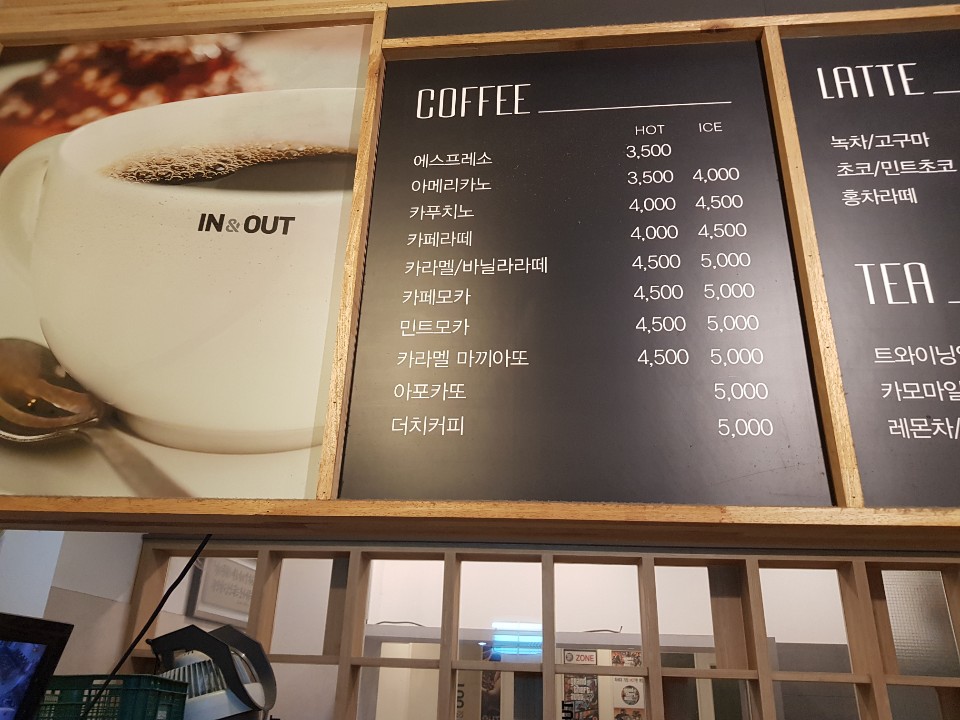 IN & OUT
COFFEE
HOT ICE
에스프레소 3,500
아메리카노 3,500 4,000
카푸치노 4,000 4,500
카페라떼 4,000 4,500
카라멜/바닐라라떼 4,500 5,000
카페모카 4,500 5,000
민트모카 4,500 5,000
카라멜 마끼아또 4,500 5,000
아포카또 5,000
더치커피 5,000
LATTE
녹차/고구마
초코/민트초코
홍차라떼
TEA
트와이닝
카모마일
레몬차/
ZONE